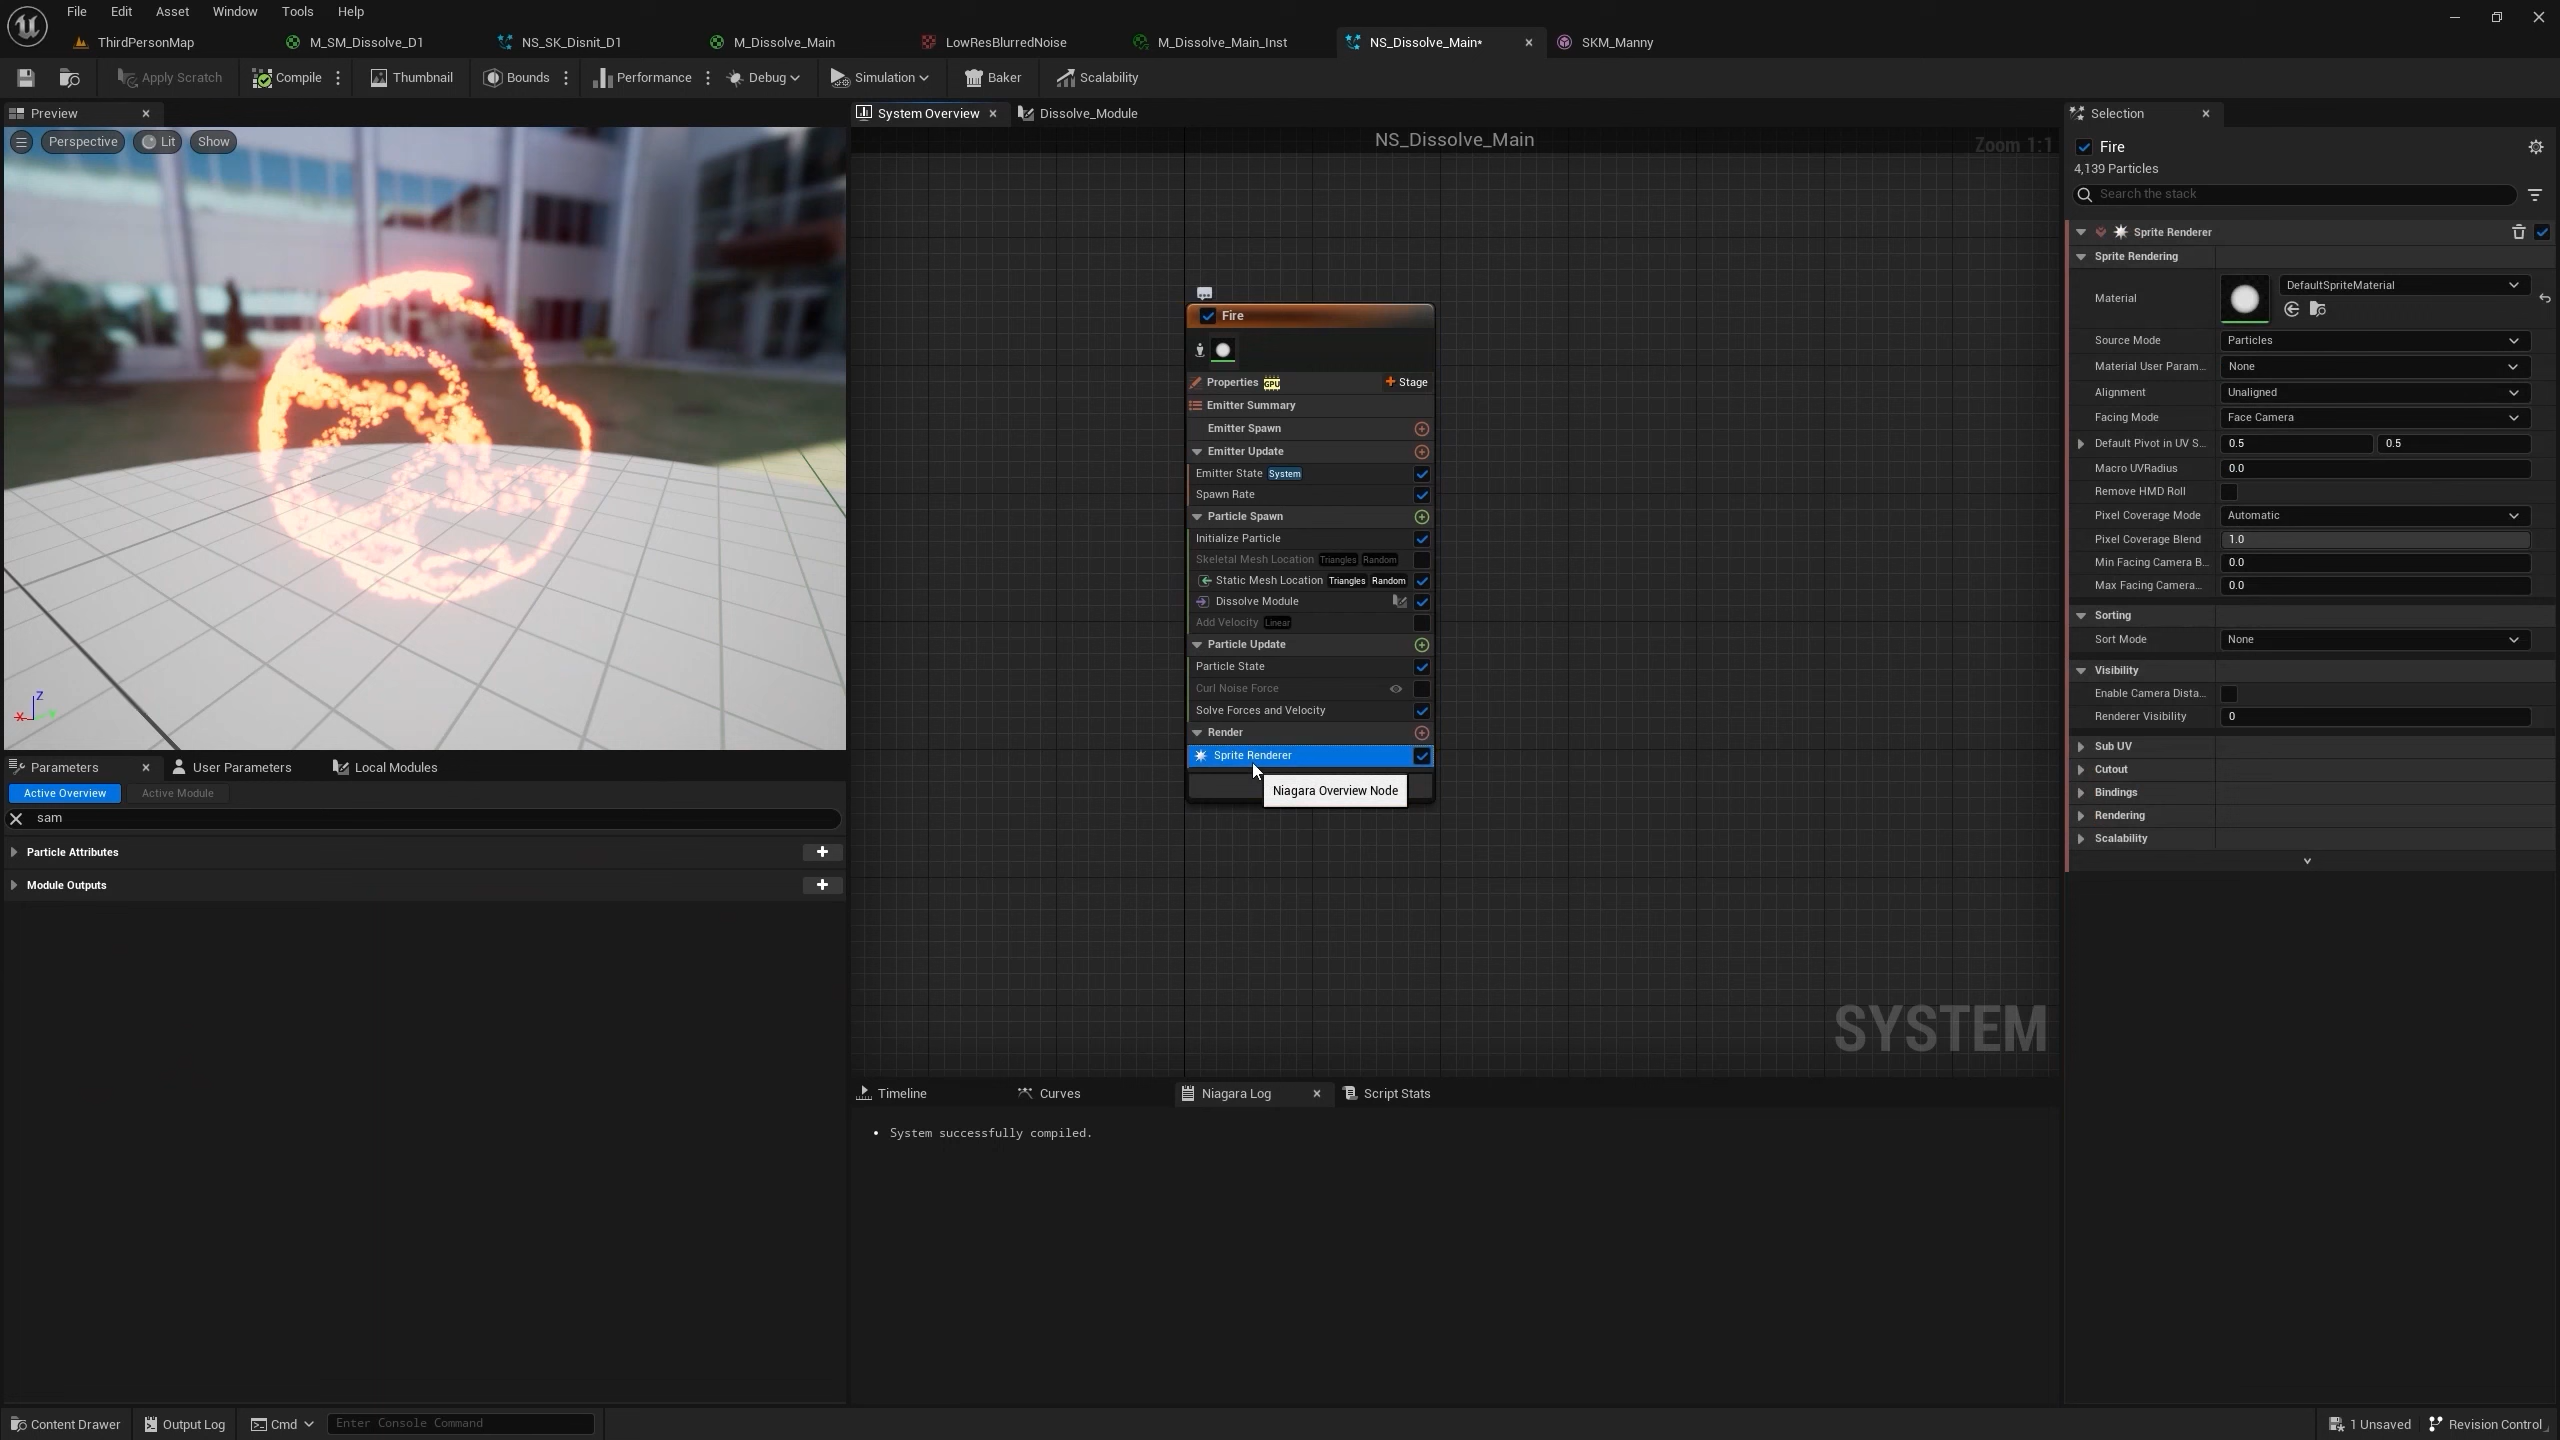 File Edit Asset Window Tools Help
ThirdPersonMap M_SM_Dissolve_D1 NS_SK_Disnit_D1 M_Dissolve_Main LowResBlurredNoise M_Dissolve_Main_Inst NS_Dissolve_Main* SKM_Manny
Apply Scratch Compile Thumbnail Bounds Performance Debug Simulation Baker Scalability
Preview
Perspective Lit Show
Z
X
Y
Parameters User Parameters Local Modules
Active Overview Active Module
sam
Particle Attributes
Module Outputs
System Overview Dissolve_Module
NS_Dissolve_Main
Zoom 1:1
Fire
Properties GPU Stage
Emitter Summary
Emitter Spawn
Emitter Update
Emitter State System
Spawn Rate
Particle Spawn
Initialize Particle
Skeletal Mesh Location Triangles Random
Static Mesh Location Triangles Random
Dissolve Module
Add Velocity Linear
Particle Update
Particle State
Curl Noise Force
Solve Forces and Velocity
Render
Sprite Renderer
Niagara Overview Node
SYSTEM
Timeline Curves Niagara Log Script Stats
• System successfully compiled.
Selection
Fire
4,139 Particles
Search the stack
Sprite Renderer
Sprite Rendering
Material DefaultSpriteMaterial
Source Mode Particles
Material User Param... None
Alignment Unaligned
Facing Mode Face Camera
Default Pivot in UV S... 0.5 0.5
Macro UVRadius 0.0
Remove HMD Roll
Pixel Coverage Mode Automatic
Pixel Coverage Blend 1.0
Min Facing Camera B... 0.0
Max Facing Camera... 0.0
Sorting
Sort Mode None
Visibility
Enable Camera Dista...
Renderer Visibility 0
Sub UV
Cutout
Bindings
Rendering
Scalability
Content Drawer Output Log Cmd Enter Console Command 1 Unsaved Revision Control